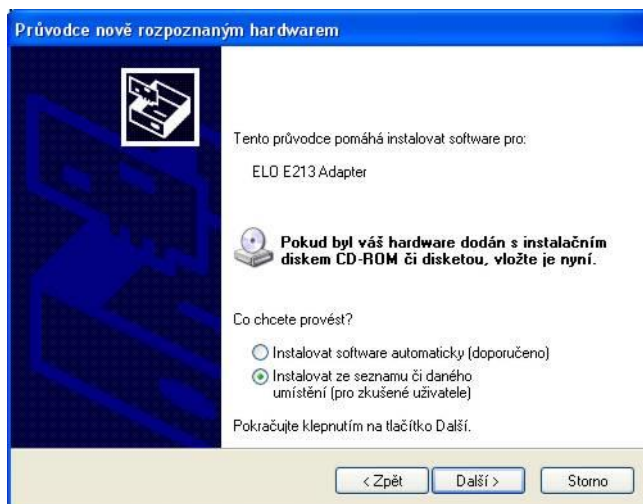 Průvodce nově rozpoznaným hardwarem
Tento průvodce pomáhá instalovat software pro:
ELO E213 Adapter
Pokud byl váš hardware dodán s instalačním
diskem CD-ROM či disketou, vložte je nyní.
Co chcete provést?
Instalovat software automaticky (doporučeno)
Instalovat ze seznamu či daného
umístění (pro zkušené uživatele)
Pokračujte klepnutím na tlačítko Další.
< Zpět
Další >
Storno